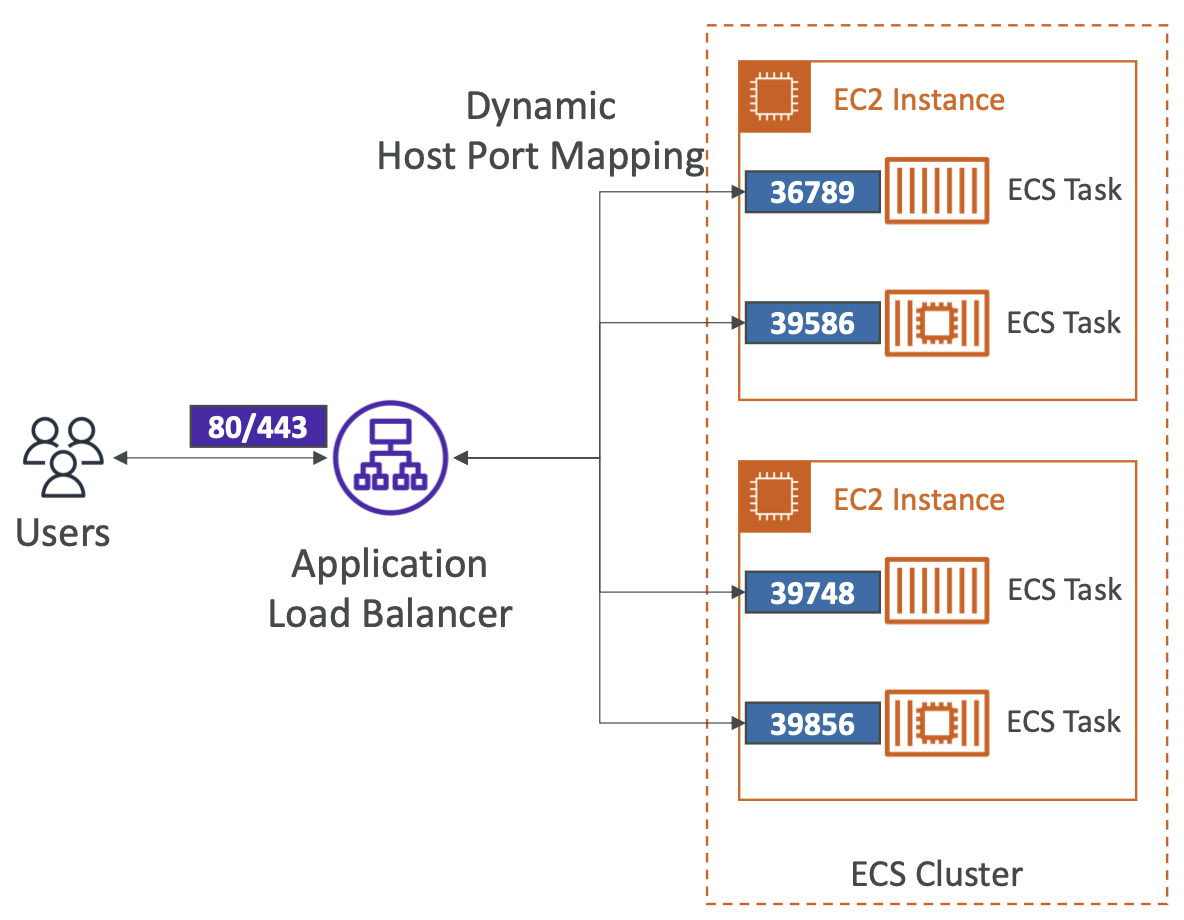 Dynamic
Host Port Mapping
EC2 Instance
36789
ECS Task
39586
ECS Task
80/443
Users
Application
Load Balancer
EC2 Instance
39748
ECS Task
39856
ECS Task
ECS Cluster